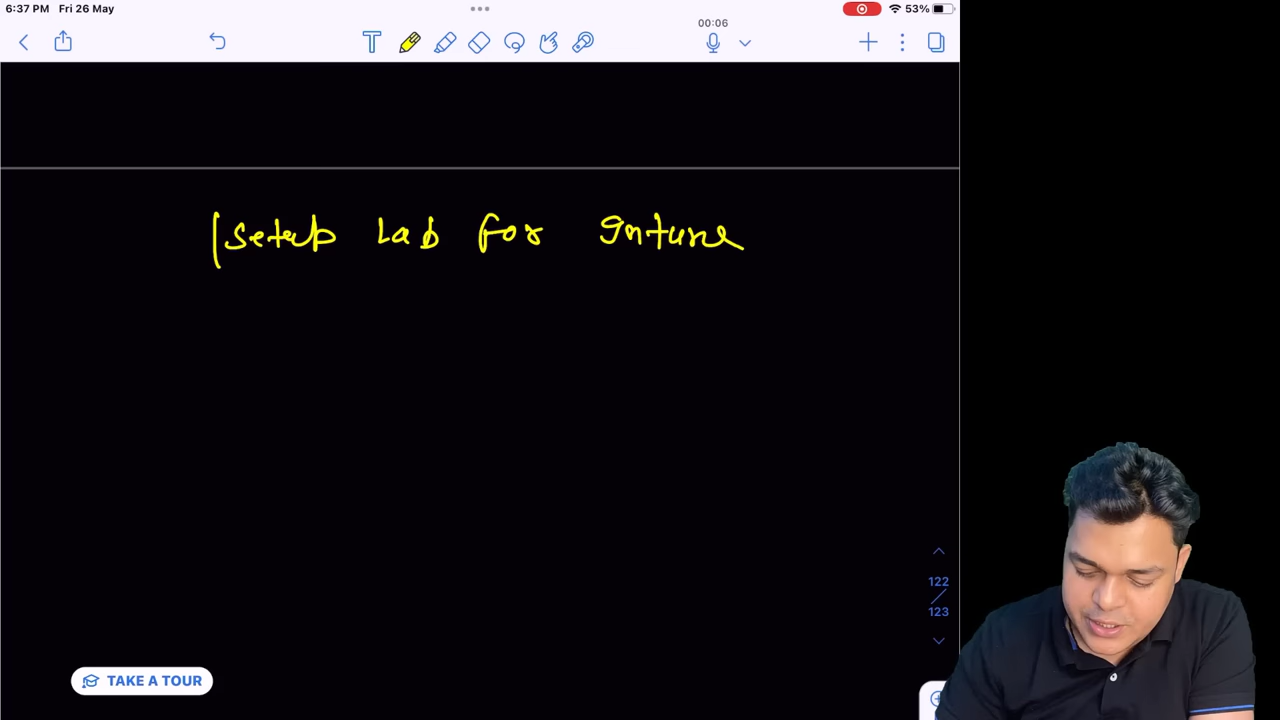 6:37 PM Fri 26 May
53%
00:06
T
Setup Lab for Intune
122
123
TAKE A TOUR